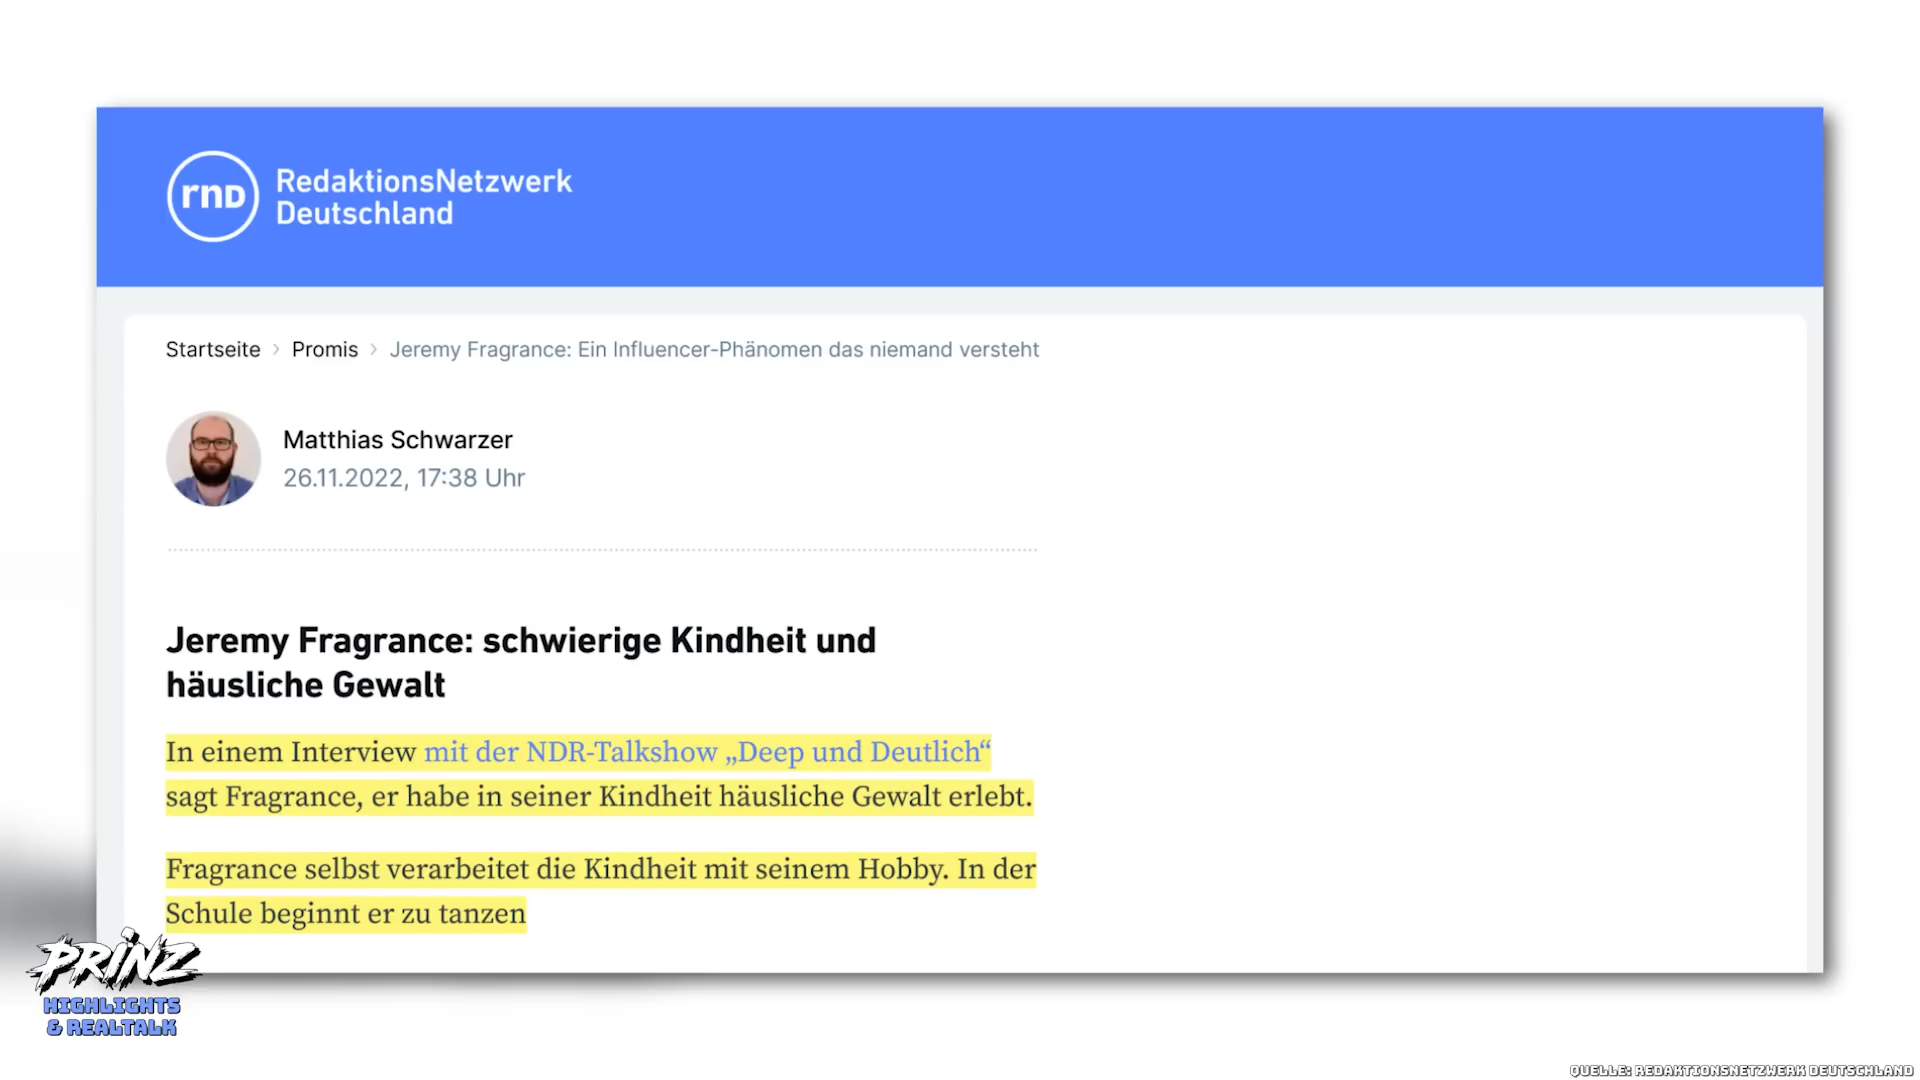 rnD RedaktionsNetzwerk
Deutschland
Startseite › Promis › Jeremy Fragrance: Ein Influencer-Phänomen das niemand versteht
Matthias Schwarzer
26.11.2022, 17:38 Uhr
Jeremy Fragrance: schwierige Kindheit und
häusliche Gewalt
In einem Interview mit der NDR-Talkshow „Deep und Deutlich“
sagt Fragrance, er habe in seiner Kindheit häusliche Gewalt erlebt.
Fragrance selbst verarbeitet die Kindheit mit seinem Hobby. In der
Schule beginnt er zu tanzen
PRINZ
HIGHLIGHTS
& REALTALK
QUELLE: REDAKTIONSNETZWERK DEUTSCHLAND